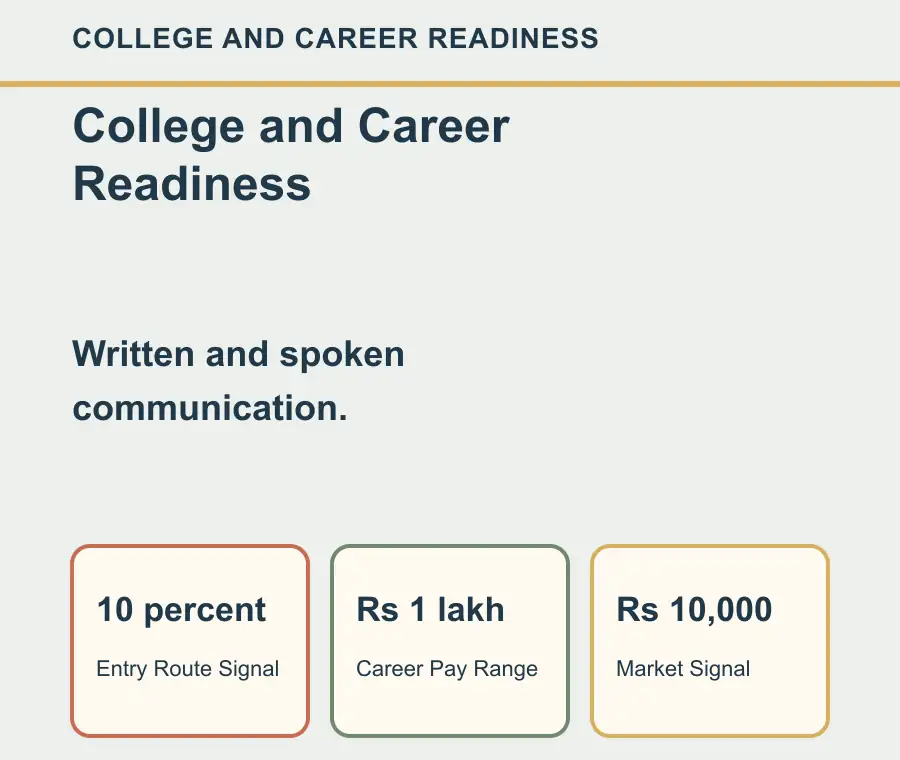 COLLEGE AND CAREER READINESS
College and Career
Readiness
Written and spoken
communication.
10 percent
Entry Route Signal
Rs 1 lakh
Career Pay Range
Rs 10,000
Market Signal